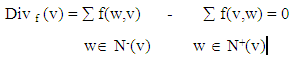 Div f (v) = ∑ f(w,v) - ∑ f(v,w) = 0
w∈ N⁻(v) w ∈ N⁺(v)